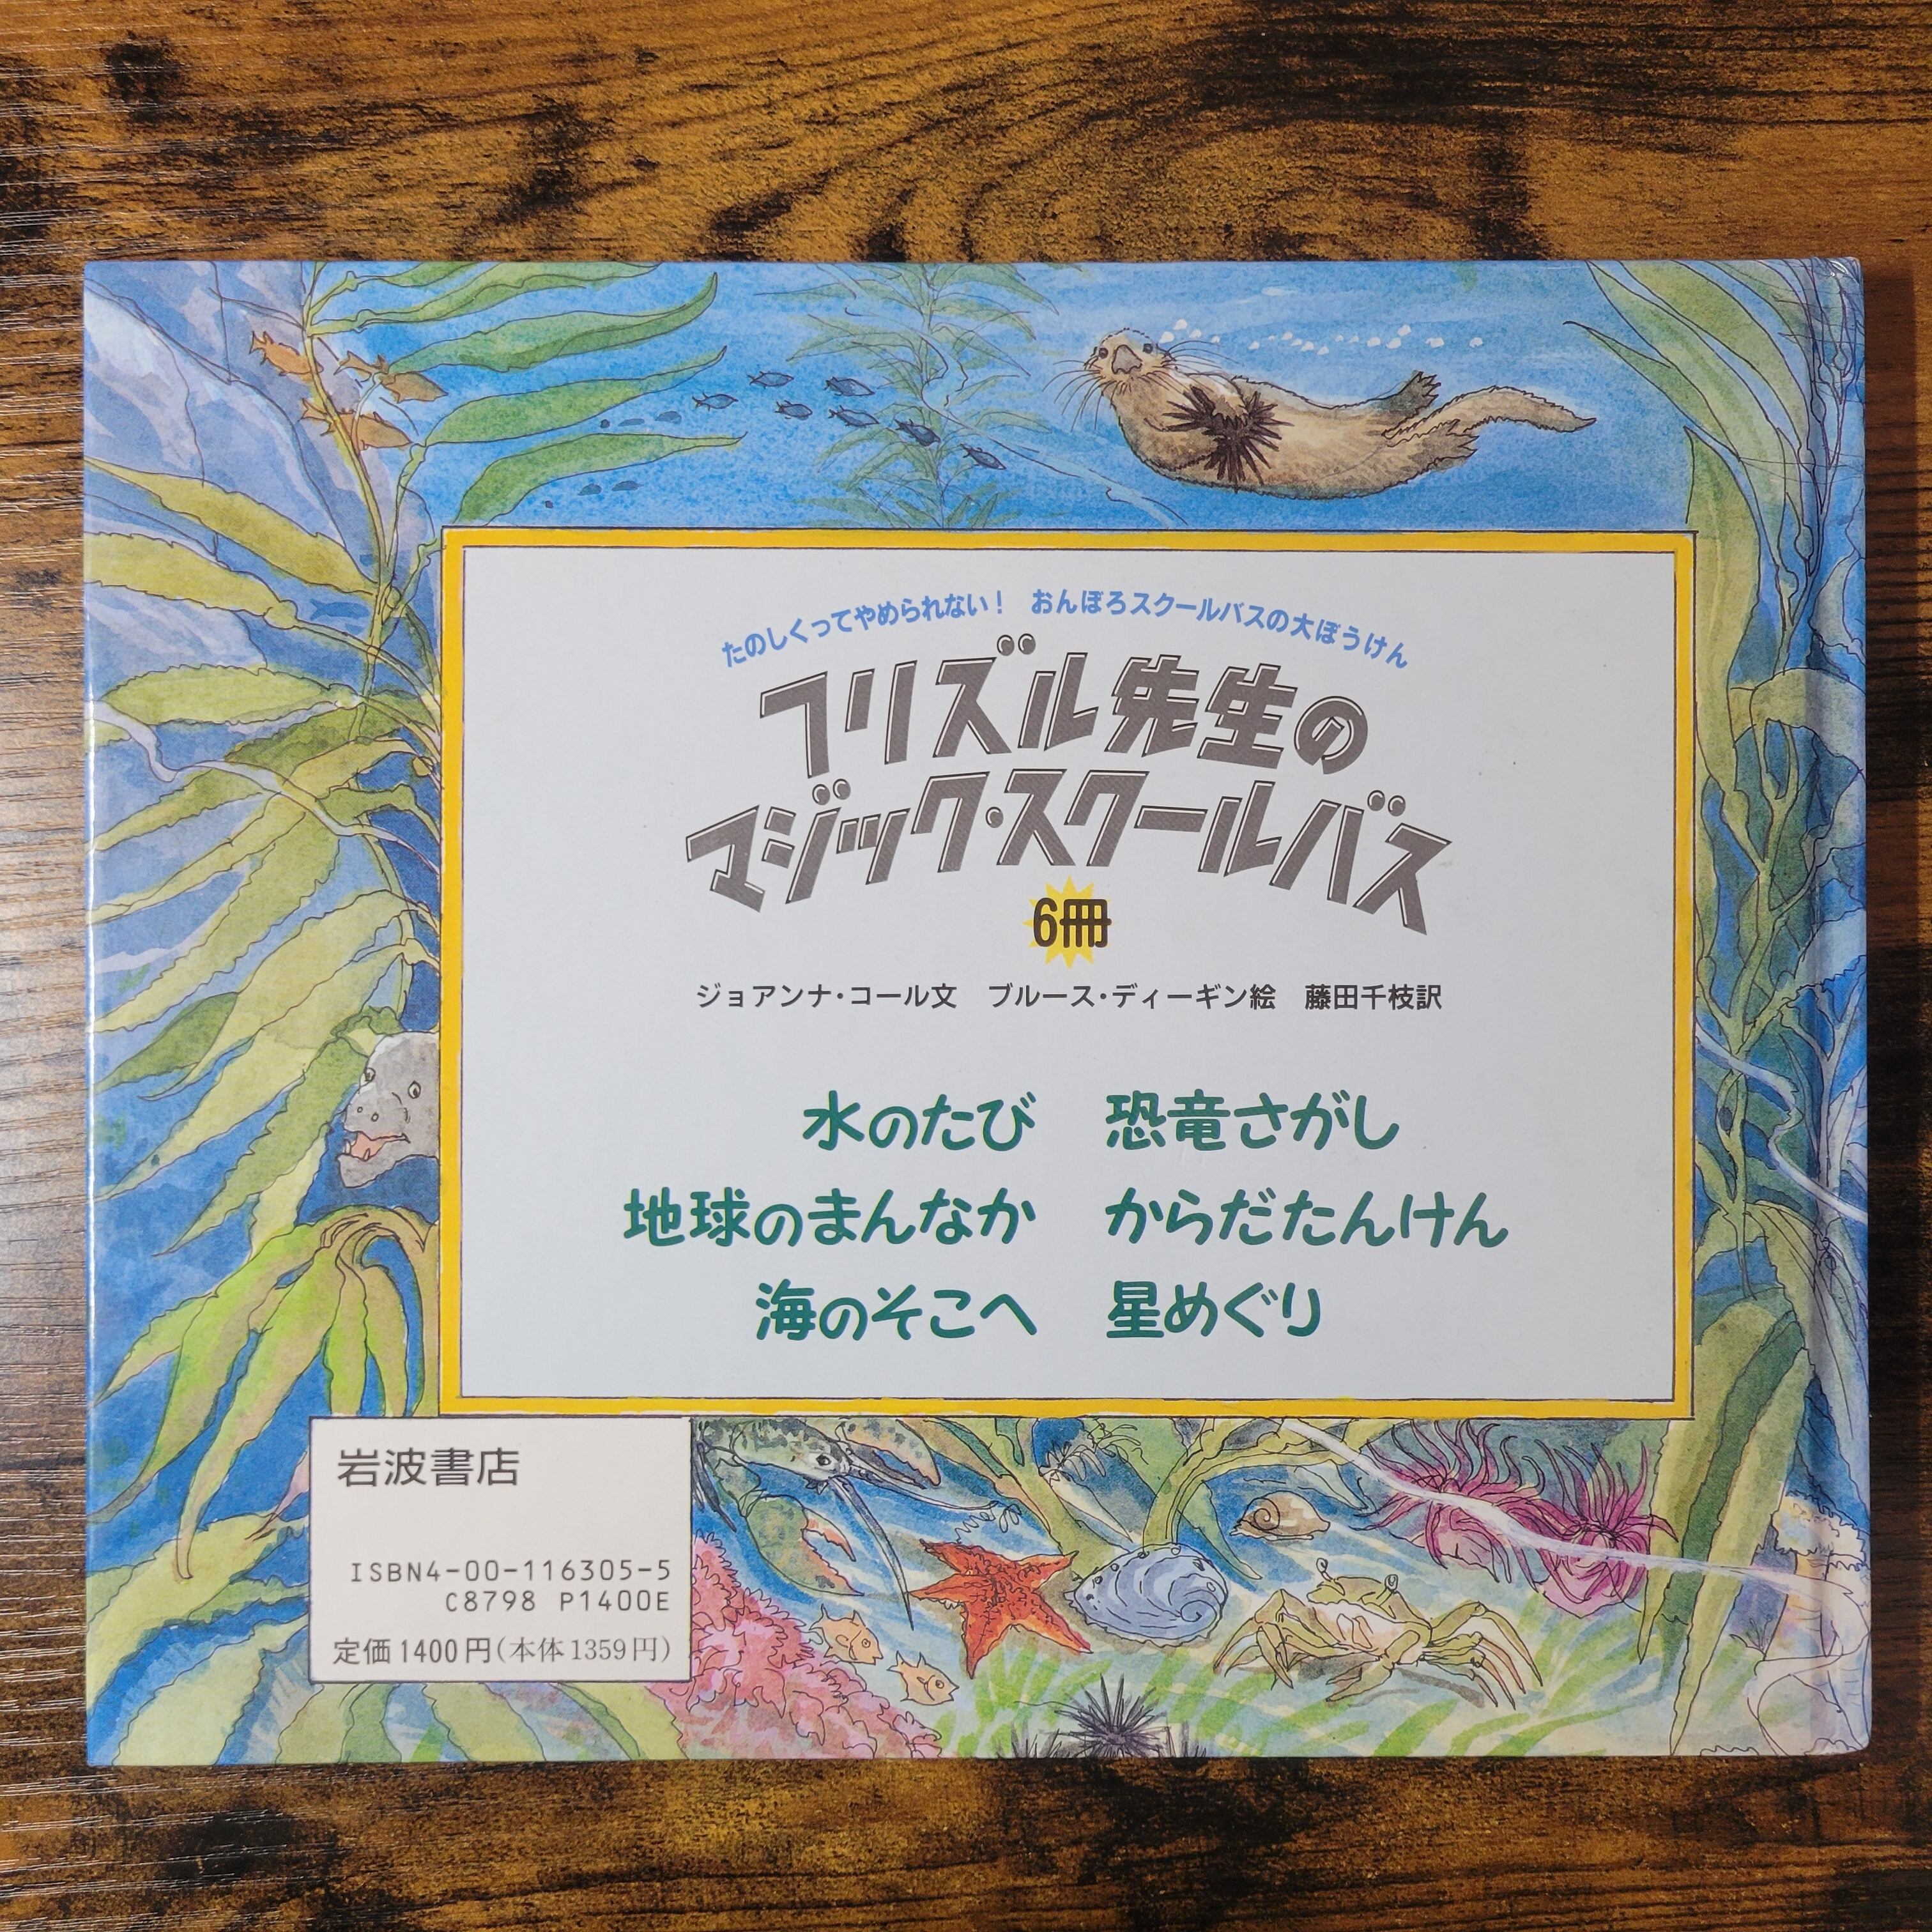 たのしくってやめられない！ おんぼろスクールバスの大ぼうけん
フリズル先生の
マジック・スクールバス
6冊
ジョアンナ・コール文 ブルース・ディーギン絵 藤田千枝訳
水のたび 恐竜さがし
地球のまんなか からだたんけん
海のそこへ 星めぐり
岩波書店
ISBN4-00-116305-5
C8798 P1400E
定価1400円(本体1359円)